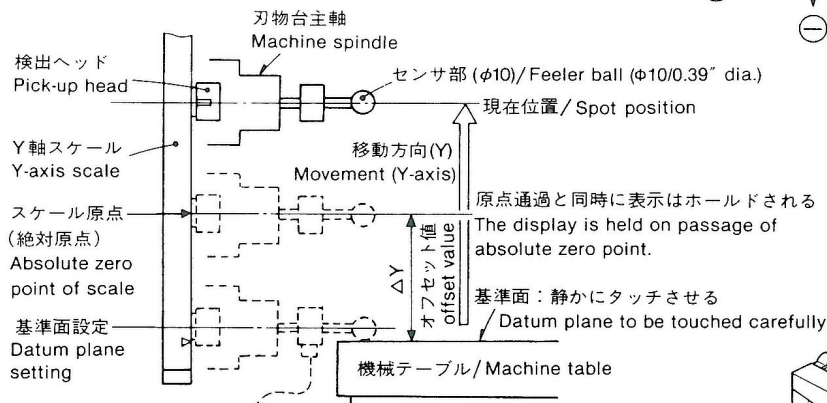 刃物台主軸
Machine spindle
検出ヘッド
Pick-up head
センサ部 (φ10)/Feeler ball (Φ10/0.39″ dia.)
現在位置/Spot position
Y軸スケール
Y-axis scale
移動方向(Y)
Movement (Y-axis)
スケール原点
(絶対原点)
Absolute zero
point of scale
原点通過と同時に表示はホールドされる
The display is held on passage of
absolute zero point.
△Y
オフセット値
offset value
基準面：静かにタッチさせる
Datum plane to be touched carefully
基準面設定
Datum plane
setting
機械テーブル/Machine table